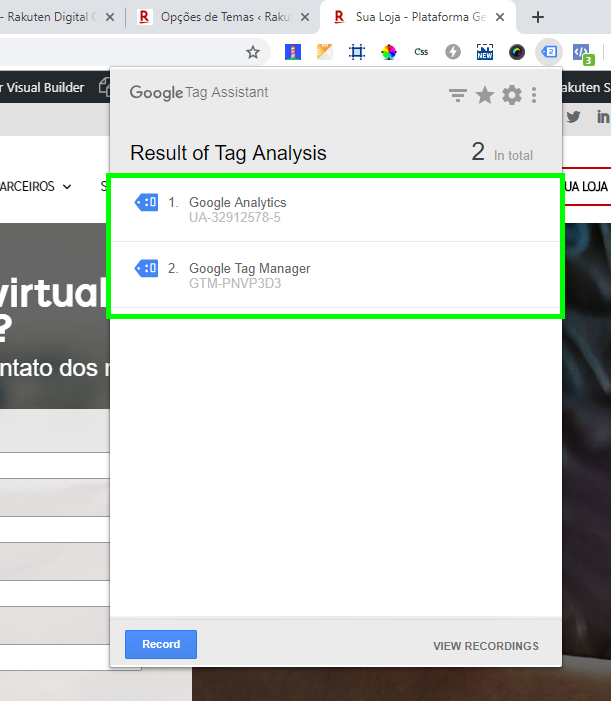 - Rakuten Digital C
Opções de Temas ‹ Raku
Sua Loja - Plataforma Ge
Css
NEW
2
3
r Visual Builder
akuten S
Google Tag Assistant
Result of Tag Analysis
2 In total
ARCEIROS
S
UA LOJA
1. Google Analytics
UA-32912578-5
2. Google Tag Manager
GTM-PNVP3D3
virtual
?
ntato dos m
Record
VIEW RECORDINGS